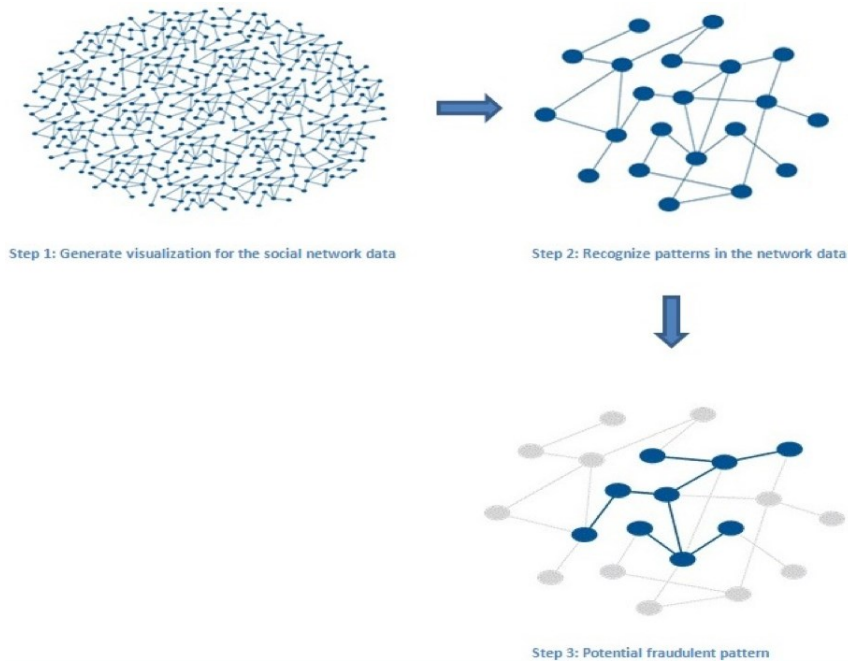 Step 1: Generate visualization for the social network data
Step 2: Recognize patterns in the network data
Step 3: Potential fraudulent pattern